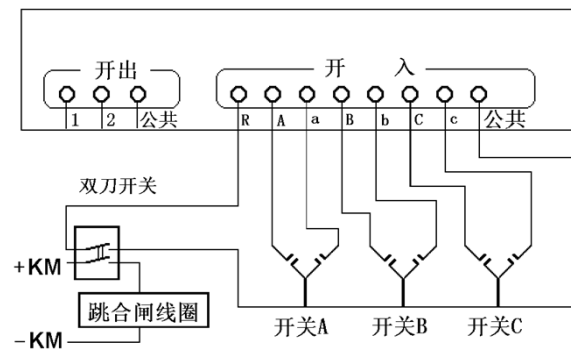 开出
开 入
1 2 公共
R A a B b C c 公共
双刀开关
+KM
跳合闸线圈
-KM
开关A 开关B 开关C